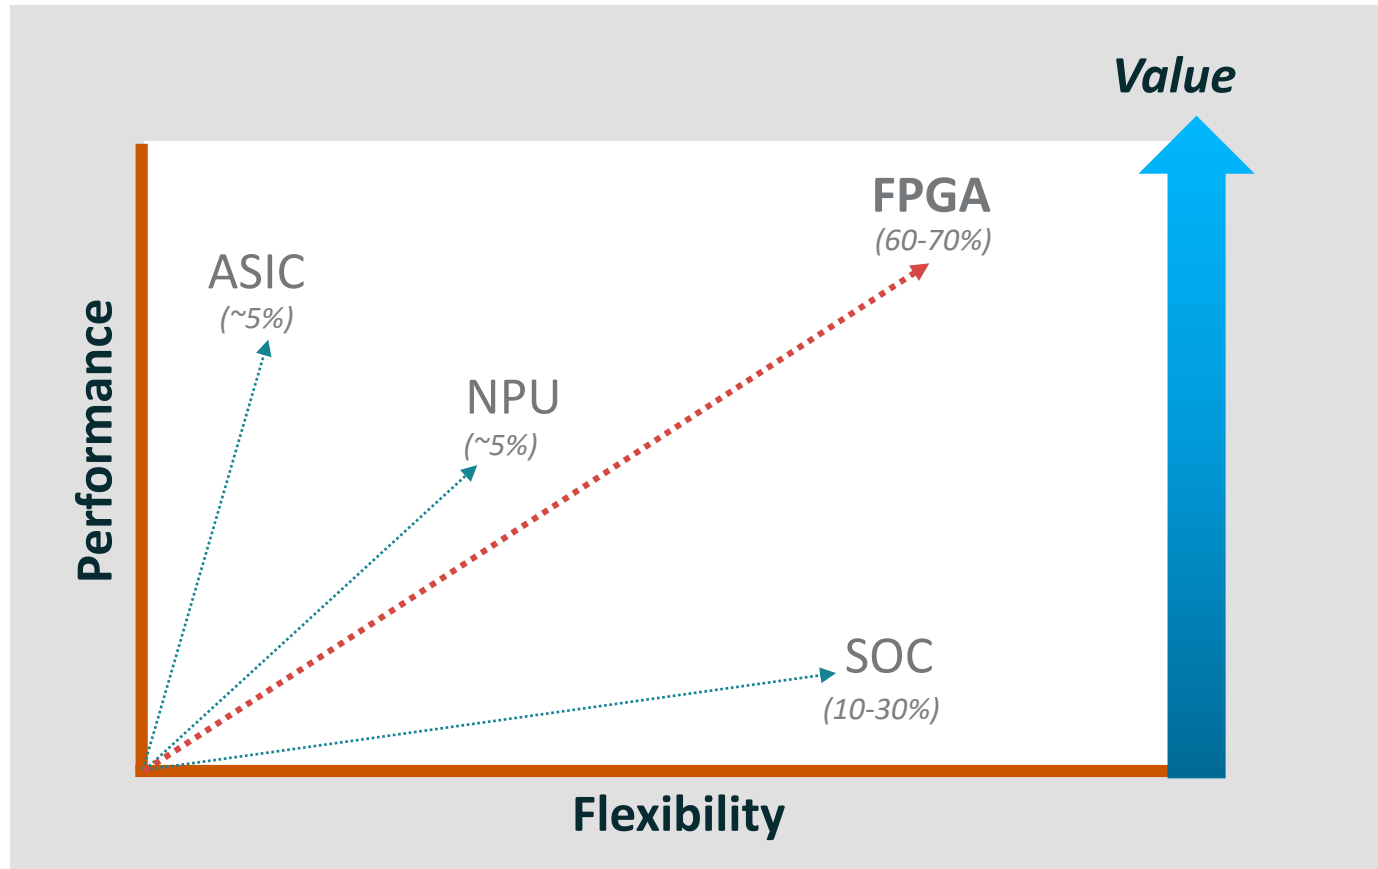 Value
FPGA
(60-70%)
ASIC
(~5%)
NPU
(~5%)
Performance
SOC
(10-30%)
Flexibility